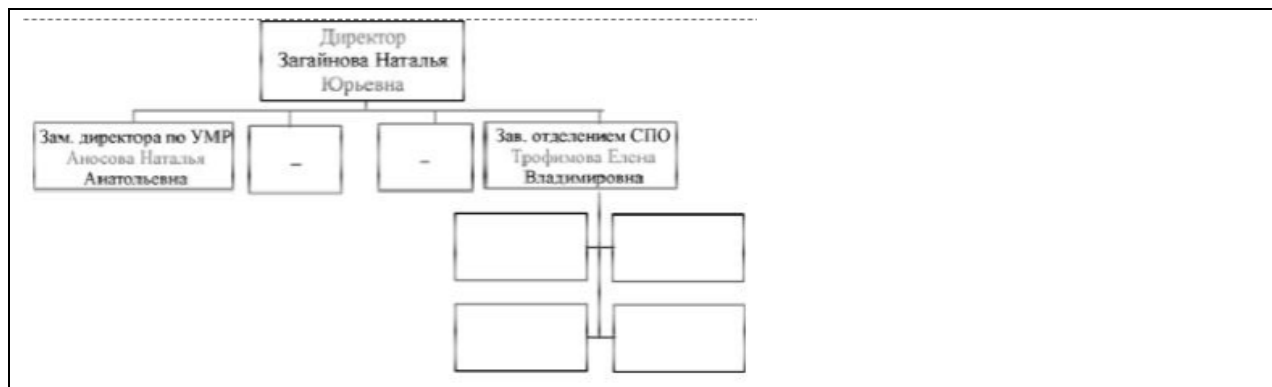 Директор
Загайнова Наталья
Юрьевна
Зам. директора по УМР
Аносова Наталья
Анатольевна
–
–
Зав. отделением СПО
Трофимова Елена
Владимировна